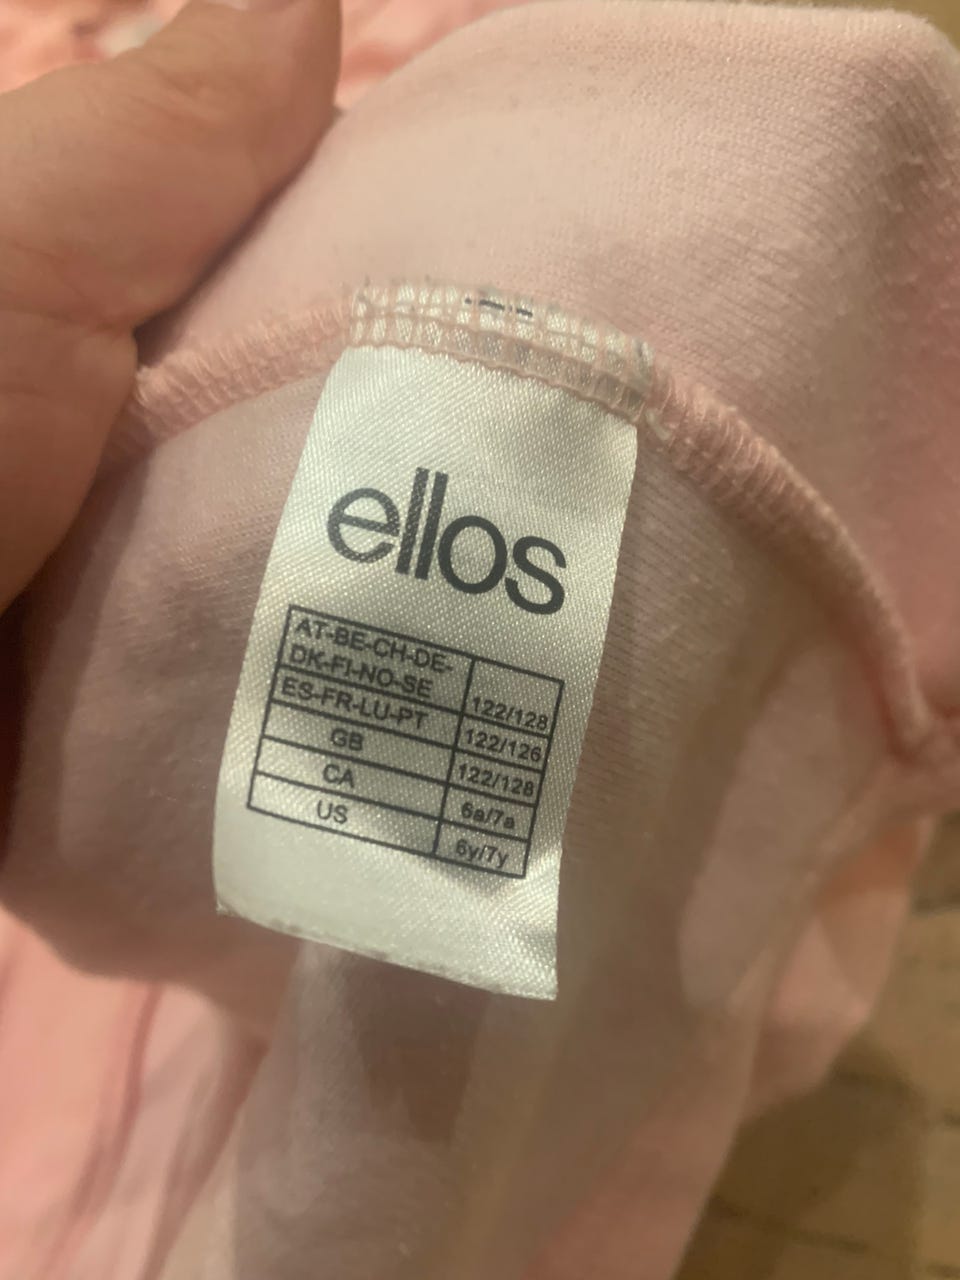 ellos
AT-BE-CH-DE-
DK-FI-NO-SE 122/128
ES-FR-LU-PT 122/126
GB 122/128
CA 6a/7a
US 6y/7y